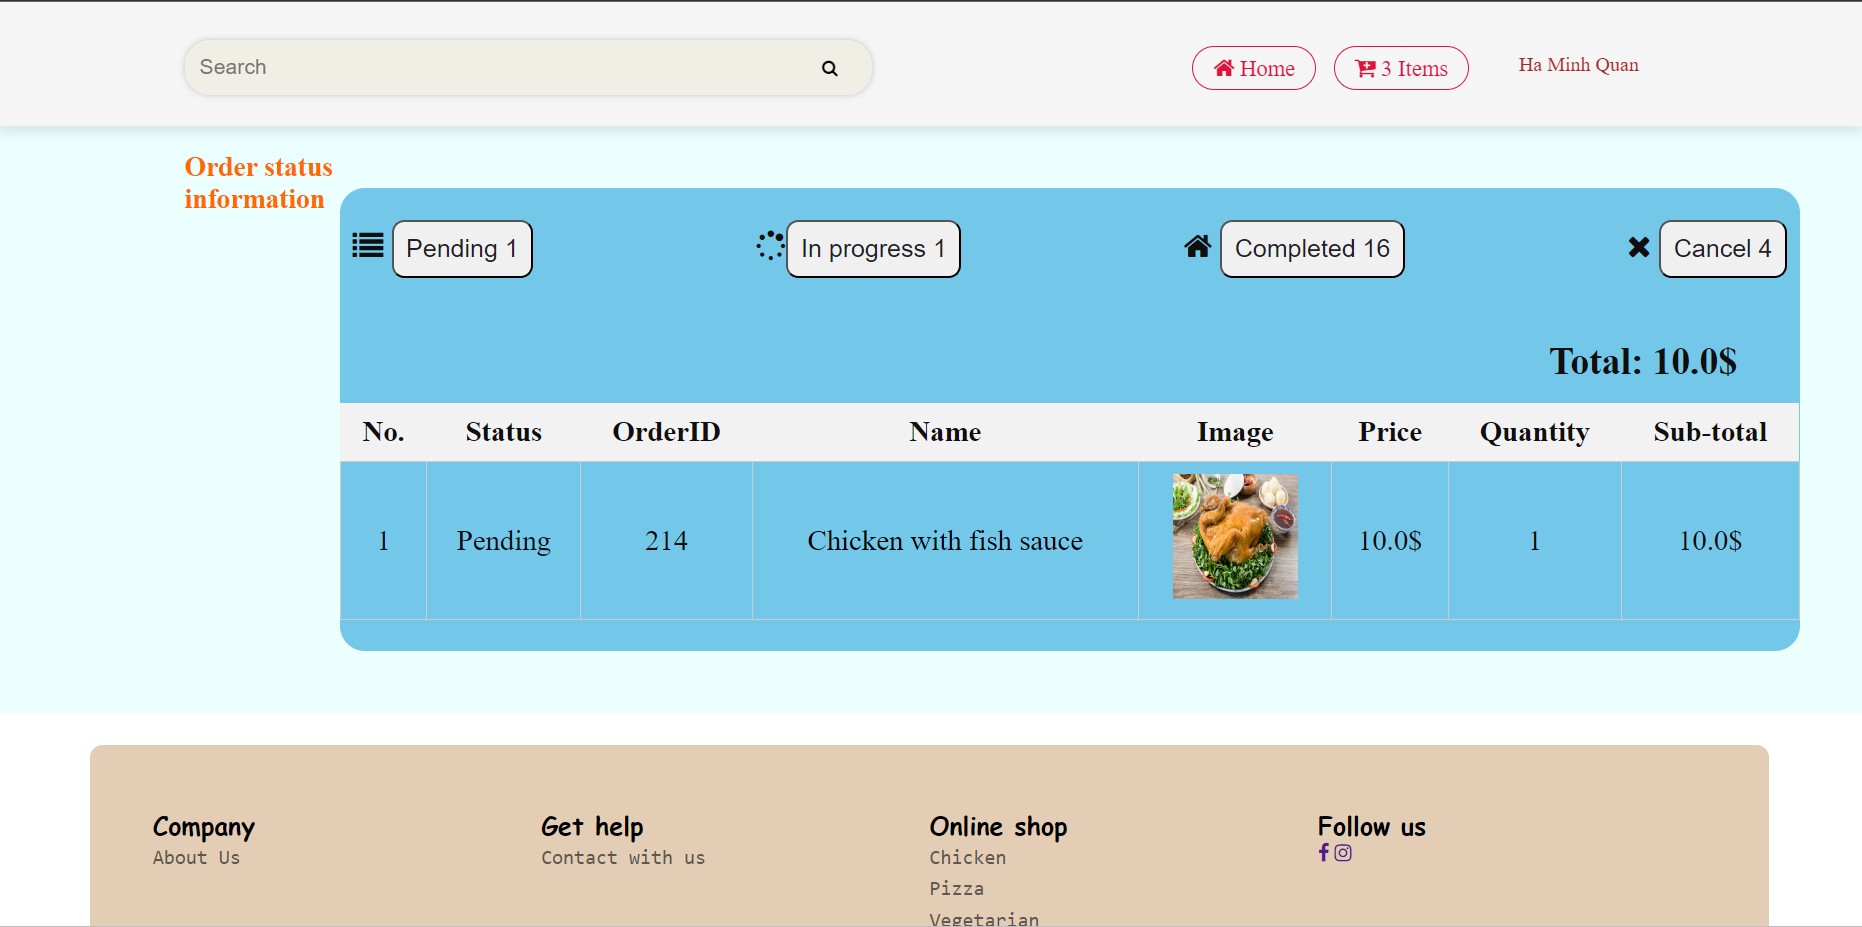 Search
Home
3 Items
Ha Minh Quan
Order status
information
Pending 1
In progress 1
Completed 16
Cancel 4
Total: 10.0$
No. Status OrderID Name Image Price Quantity Sub-total
1 Pending 214 Chicken with fish sauce 10.0$ 1 10.0$
Company
About Us
Get help
Contact with us
Online shop
Chicken
Pizza
Vegetarian
Follow us